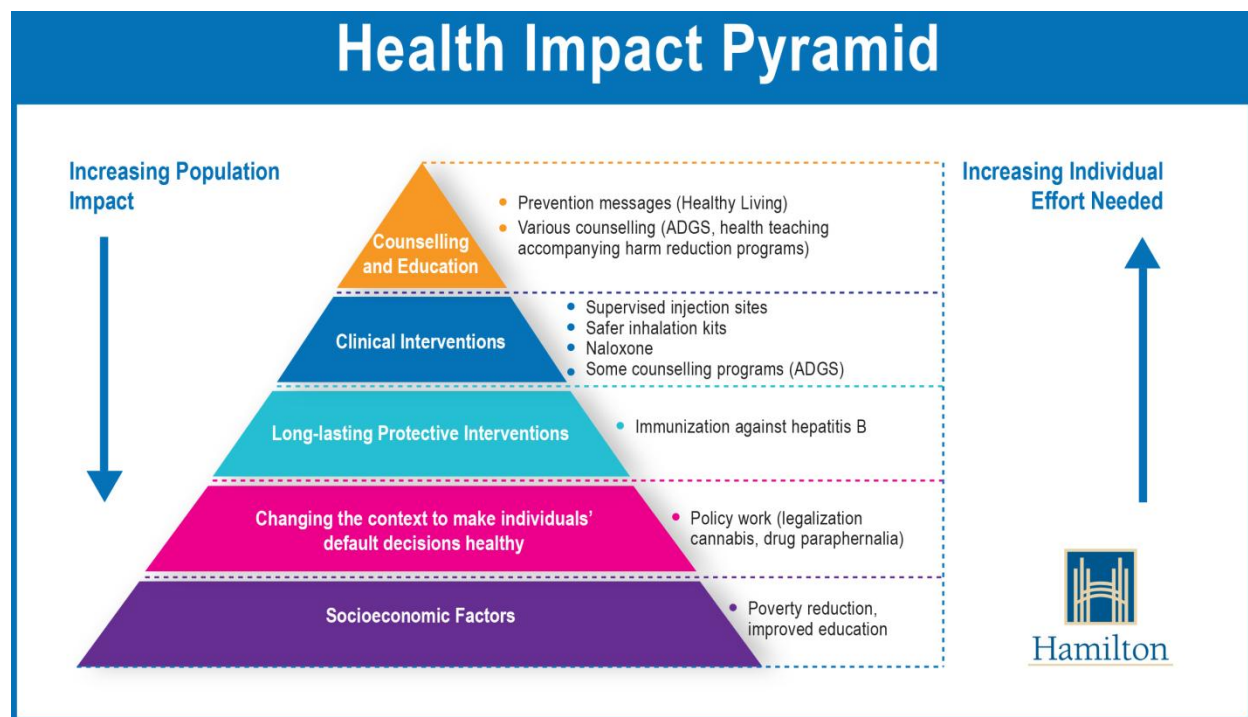 Health Impact Pyramid
Increasing Population
Impact
Increasing Individual
Effort Needed
Counselling
and Education
• Prevention messages (Healthy Living)
• Various counselling (ADGS, health teaching
accompanying harm reduction programs)
Clinical Interventions
• Supervised injection sites
• Safer inhalation kits
• Naloxone
• Some counselling programs (ADGS)
Long-lasting Protective Interventions
• Immunization against hepatitis B
Changing the context to make individuals’
default decisions healthy
• Policy work (legalization
cannabis, drug paraphernalia)
Socioeconomic Factors
• Poverty reduction,
improved education
Hamilton